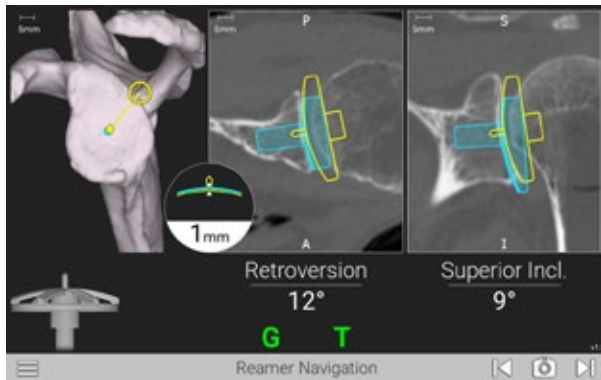 5mm
P
5mm
S
5mm
1mm
A
I
Retroversion
Superior Incl.
12°
9°
G T
Reamer Navigation